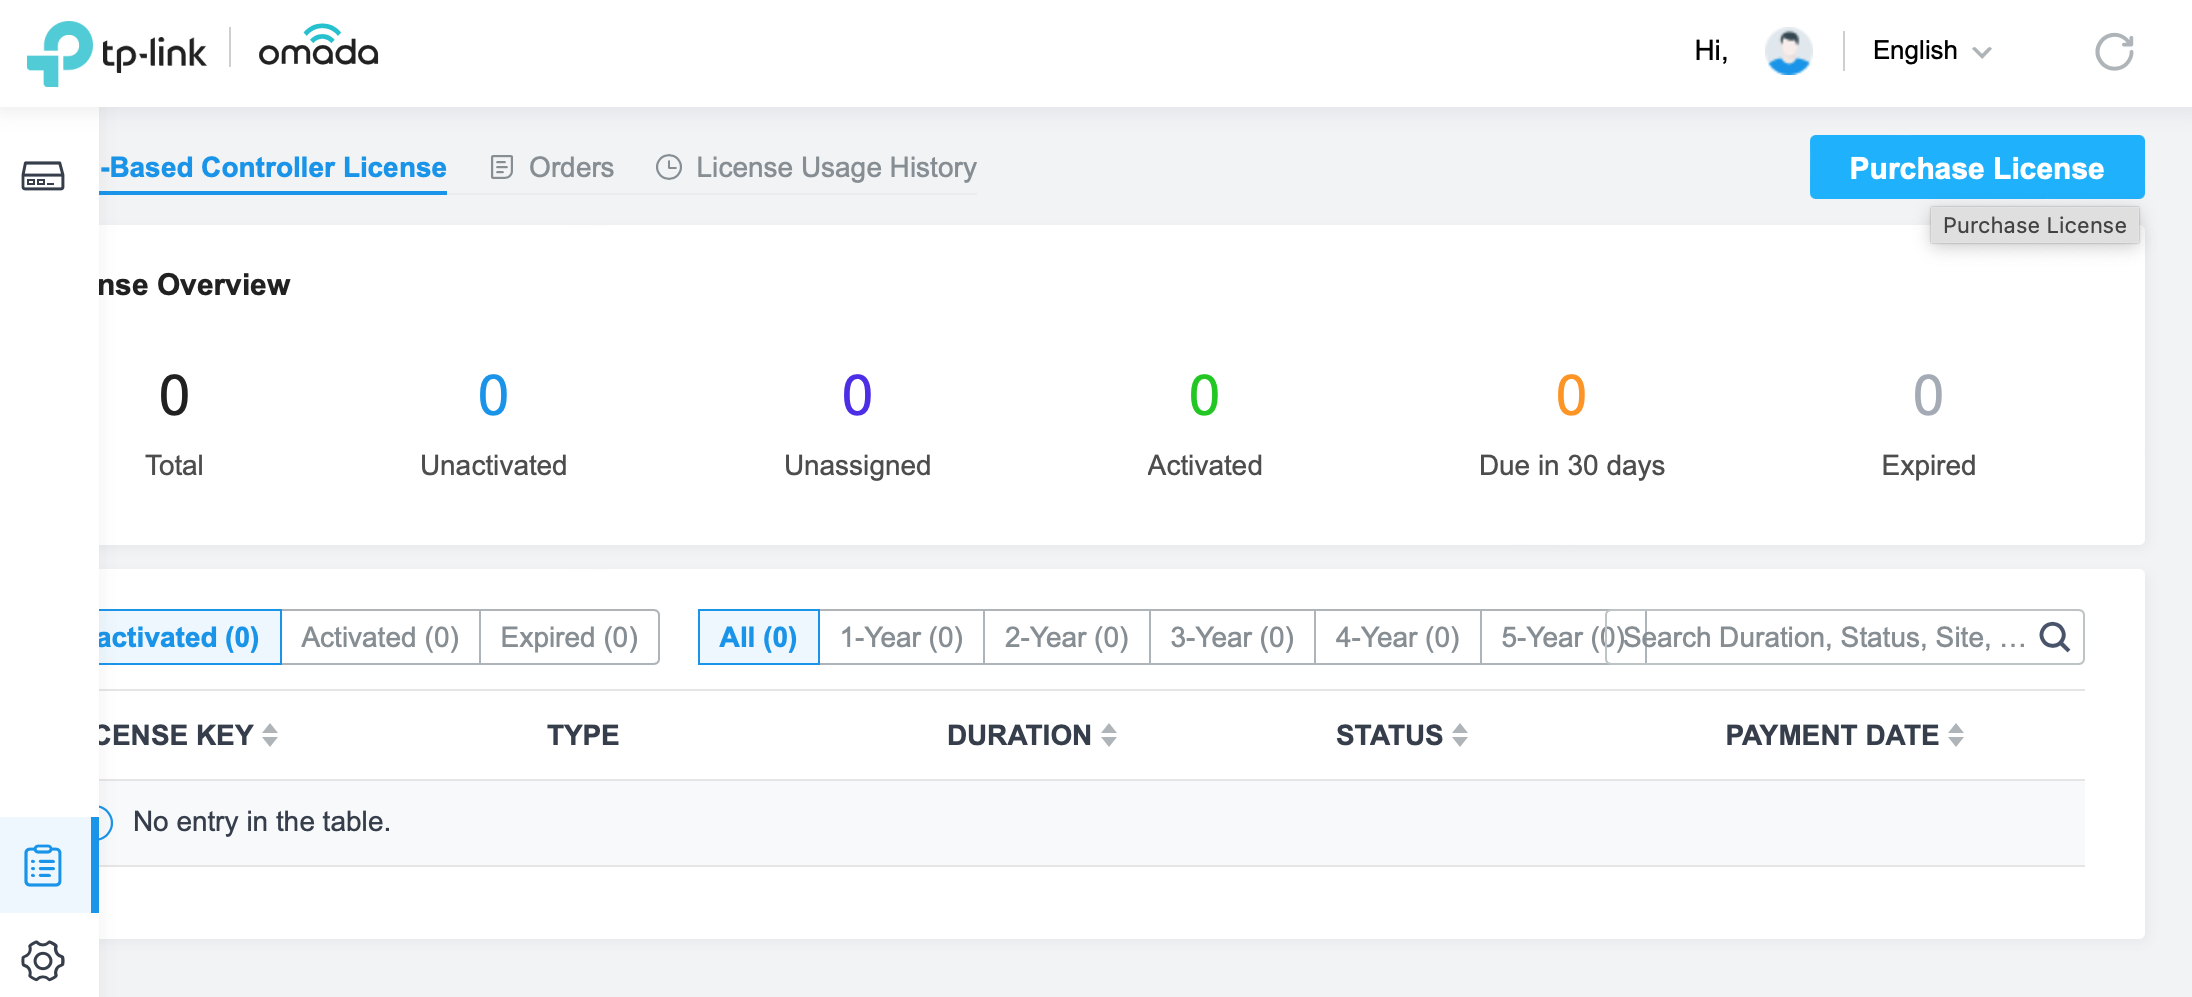 tp-link | omada
Hi,
English
-Based Controller License
Orders
License Usage History
Purchase License
Purchase License
nse Overview
0 0 0 0 0 0
Total Unactivated Unassigned Activated Due in 30 days Expired
activated (0) Activated (0) Expired (0) All (0) 1-Year (0) 2-Year (0) 3-Year (0) 4-Year (0) 5-Year (0) Search Duration, Status, Site, ...
CENSE KEY TYPE DURATION STATUS PAYMENT DATE
No entry in the table.